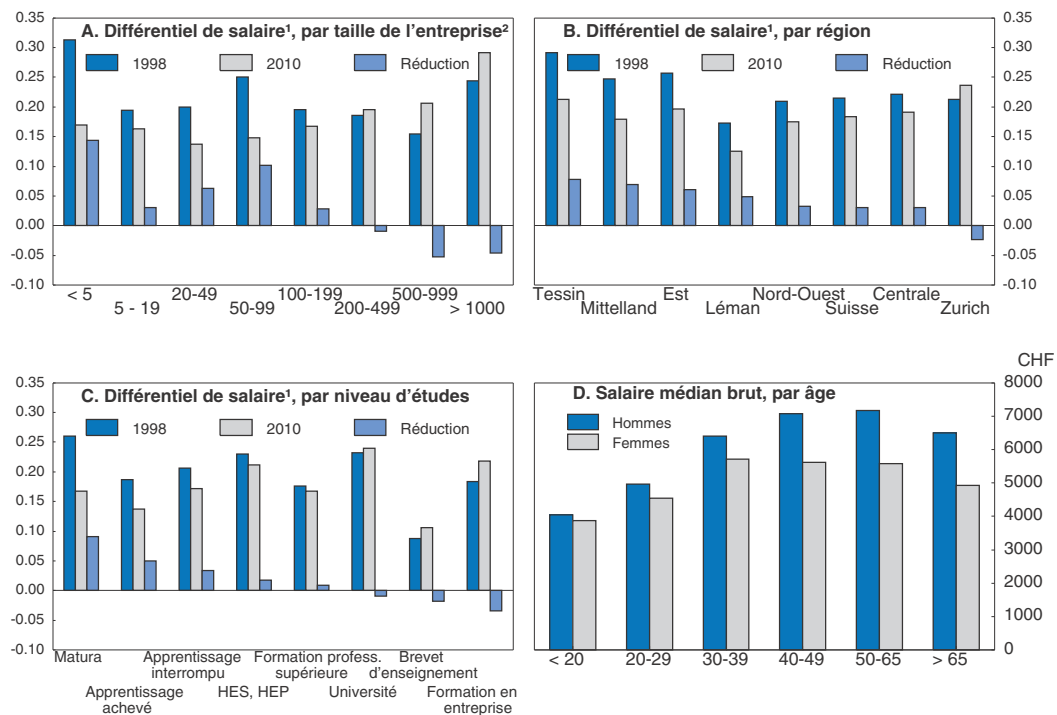 A. Différentiel de salaire¹, par taille de l'entreprise²
1998 2010 Réduction
0.35
0.30
0.25
0.20
0.15
0.10
0.05
0.00
-0.05
-0.10
< 5 20-49 100-199 500-999
5 - 19 50-99 200-499 > 1000
B. Différentiel de salaire¹, par région
1998 2010 Réduction
0.35
0.30
0.25
0.20
0.15
0.10
0.05
0.00
-0.05
-0.10
Tessin Est Nord-Ouest Centrale
Mittelland Léman Suisse Zurich
C. Différentiel de salaire¹, par niveau d'études
1998 2010 Réduction
0.35
0.30
0.25
0.20
0.15
0.10
0.05
0.00
-0.05
-0.10
Matura Apprentissage Formation profess. Brevet
interrompu supérieure d'enseignement
Apprentissage HES, HEP Université Formation en
achevé entreprise
CHF
D. Salaire médian brut, par âge
Hommes
Femmes
8000
7000
6000
5000
4000
3000
2000
1000
0
< 20 20-29 30-39 40-49 50-65 > 65